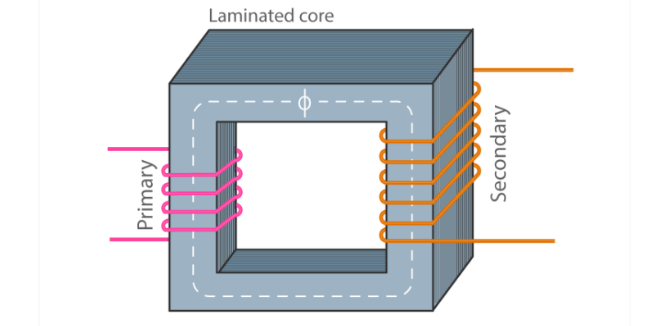 Laminated core
ϕ
Primary
Secondary